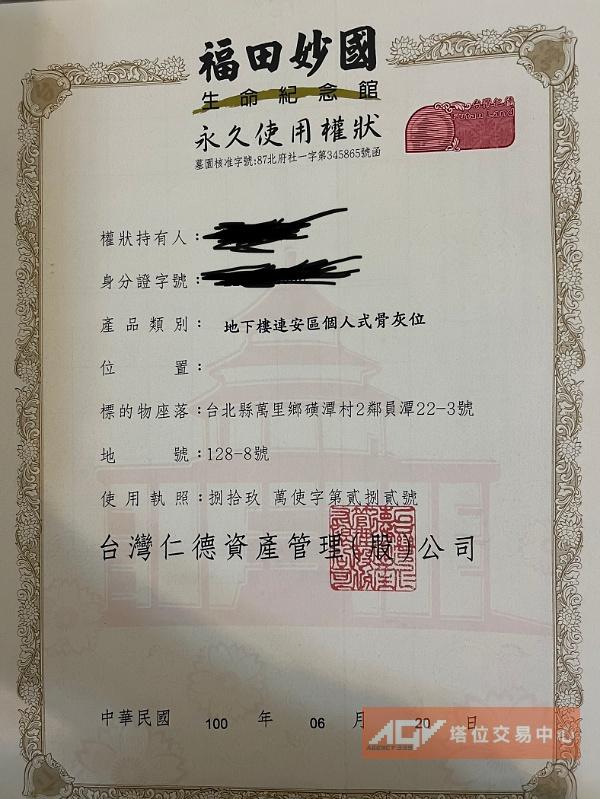 福田妙國
生命紀念館
永久使用權狀
墓園核准字號:87北府社一字第345865號函
權狀持有人:
身分證字號:
產品類別: 地下樓連安區個人式骨灰位
位 置:
標的物座落:台北縣萬里鄉磺潭村2鄰員潭22-3號
地 號:128-8號
使用執照:捌拾玖 萬使字第貳捌貳號
台灣仁德資產管理(股)公司
中華民國 100 年 06 月 20 日
AGV 塔位交易中心